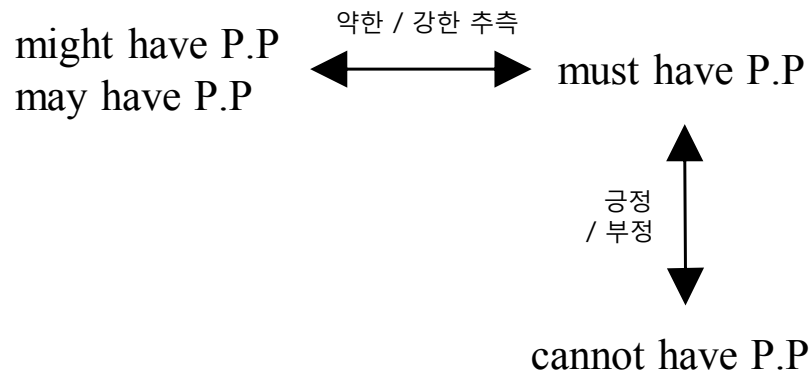 약한 / 강한 추측
might have P.P
may have P.P
must have P.P
긍정
/ 부정
cannot have P.P